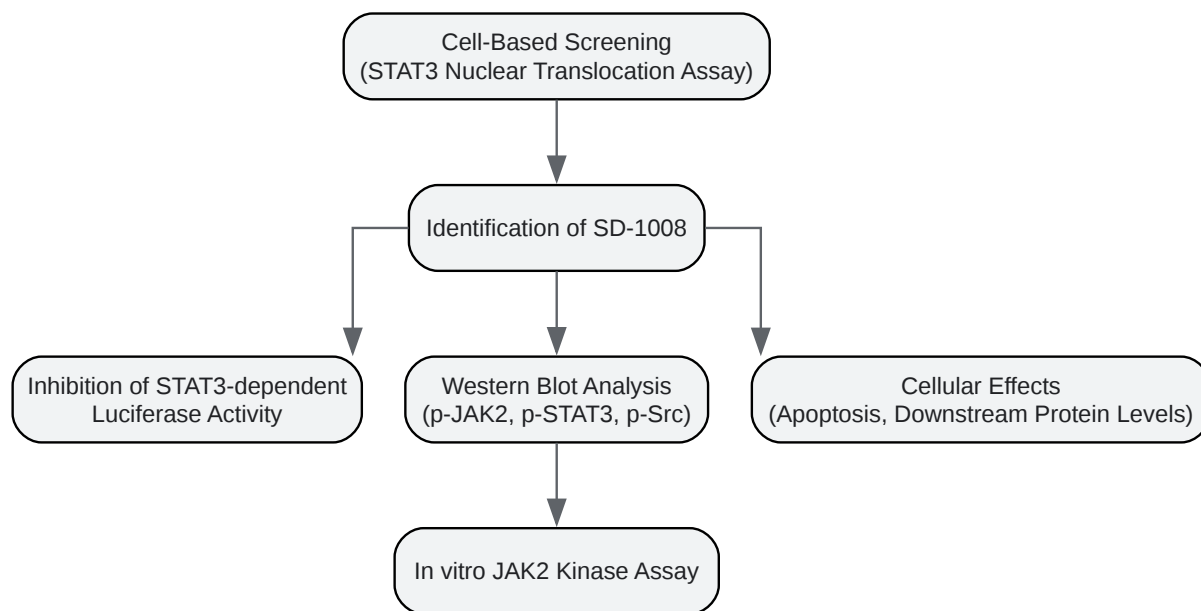 Cell-Based Screening
(STAT3 Nuclear Translocation Assay)
Identification of SD-1008
Inhibition of STAT3-dependent
Luciferase Activity
Western Blot Analysis
(p-JAK2, p-STAT3, p-Src)
Cellular Effects
(Apoptosis, Downstream Protein Levels)
In vitro JAK2 Kinase Assay